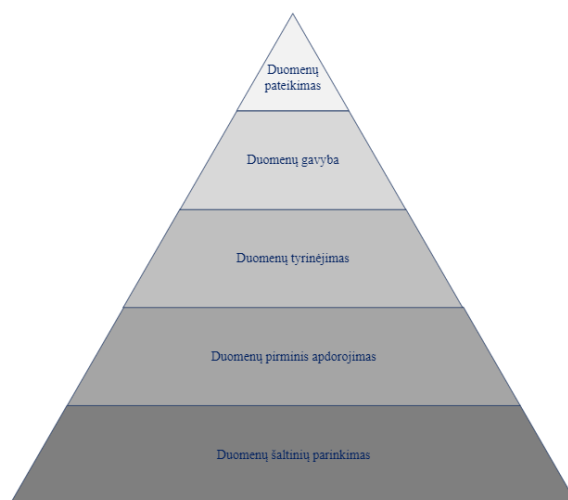 Duomenų
pateikimas
Duomenų gavyba
Duomenų tyrinėjimas
Duomenų pirminis apdorojimas
Duomenų šaltinių parinkimas